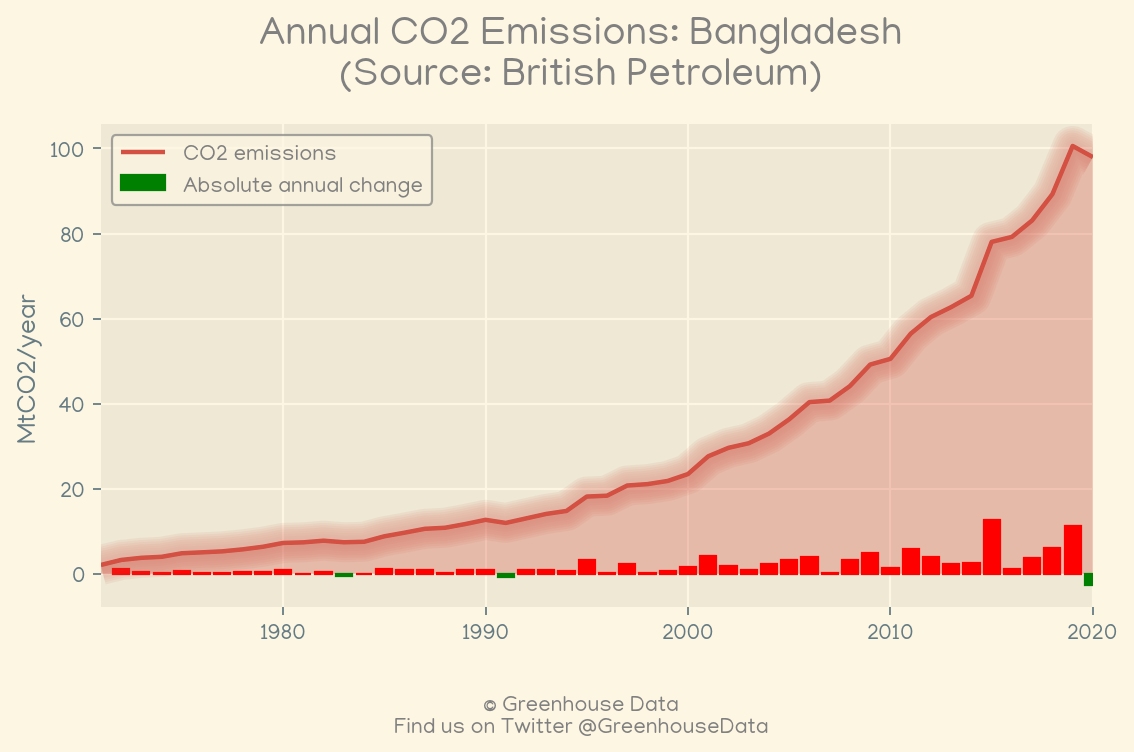 Annual CO2 Emissions: Bangladesh
(Source: British Petroleum)
CO2 emissions
Absolute annual change
MtCO2/year
100
80
60
40
20
0
1980 1990 2000 2010 2020
© Greenhouse Data
Find us on Twitter @GreenhouseData